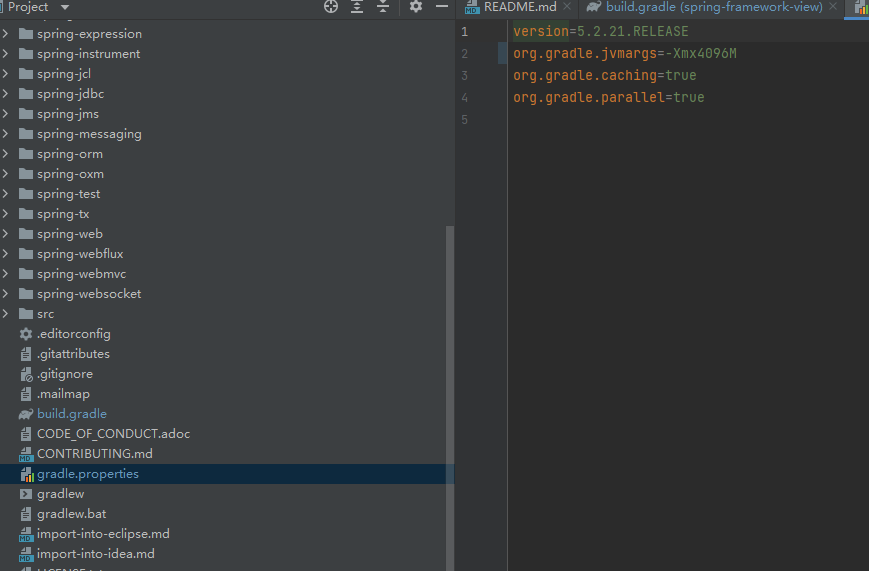 Project
spring-expression
spring-instrument
spring-jcl
spring-jdbc
spring-jms
spring-messaging
spring-orm
spring-oxm
spring-test
spring-tx
spring-web
spring-webflux
spring-webmvc
spring-websocket
src
.editorconfig
.gitattributes
.gitignore
.mailmap
build.gradle
CODE_OF_CONDUCT.adoc
CONTRIBUTING.md
gradle.properties
gradlew
gradlew.bat
import-into-eclipse.md
import-into-idea.md
README.md
build.gradle (spring-framework-view)
1 version=5.2.21.RELEASE
2 org.gradle.jvmargs=-Xmx4096M
3 org.gradle.caching=true
4 org.gradle.parallel=true
5